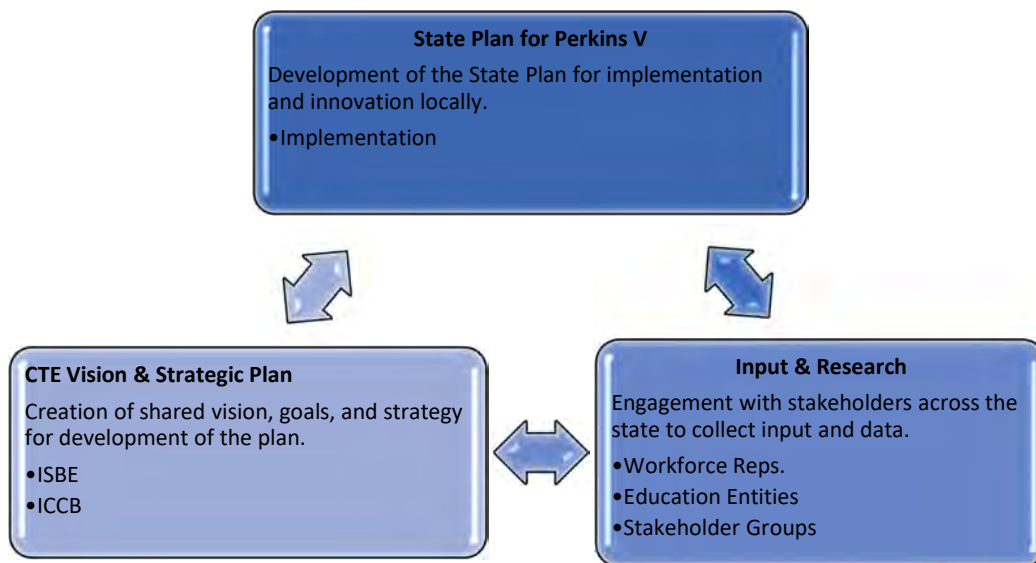 State Plan for Perkins V
Development of the State Plan for implementation
and innovation locally.
•Implementation
CTE Vision & Strategic Plan
Creation of shared vision, goals, and strategy
for development of the plan.
•ISBE
•ICCB
Input & Research
Engagement with stakeholders across the
state to collect input and data.
•Workforce Reps.
•Education Entities
•Stakeholder Groups